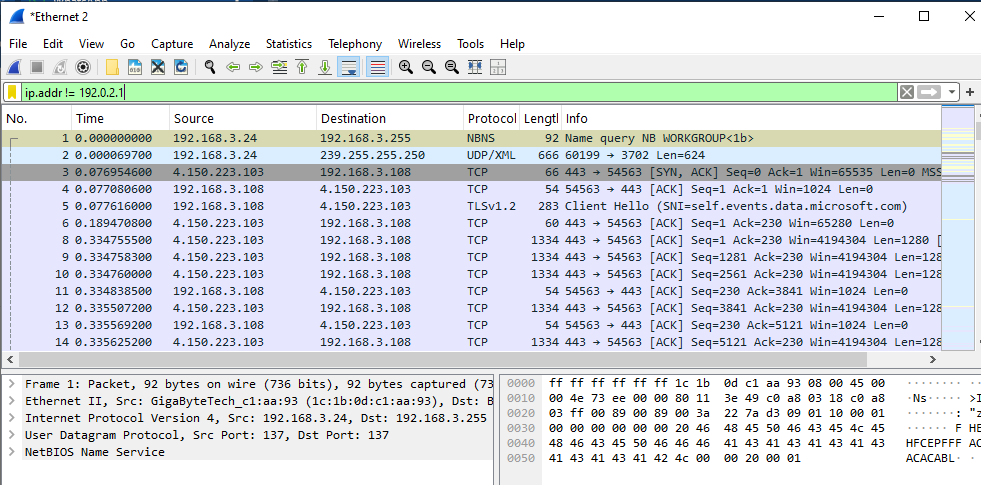 *Ethernet 2
File Edit View Go Capture Analyze Statistics Telephony Wireless Tools Help
ip.addr != 192.0.2.1
No. Time Source Destination Protocol Lengtl Info
1 0.000000000 192.168.3.24 192.168.3.255 NBNS 92 Name query NB WORKGROUP<1b>
2 0.000069700 192.168.3.24 239.255.255.250 UDP/XML 666 60199 → 3702 Len=624
3 0.076954600 4.150.223.103 192.168.3.108 TCP 66 443 → 54563 [SYN, ACK] Seq=0 Ack=1 Win=65535 Len=0 MSS
4 0.077080600 192.168.3.108 4.150.223.103 TCP 54 54563 → 443 [ACK] Seq=1 Ack=1 Win=1024 Len=0
5 0.077616000 192.168.3.108 4.150.223.103 TLSv1.2 283 Client Hello (SNI=self.events.data.microsoft.com)
6 0.189470800 4.150.223.103 192.168.3.108 TCP 60 443 → 54563 [ACK] Seq=1 Ack=230 Win=65280 Len=0
8 0.334755500 4.150.223.103 192.168.3.108 TCP 1334 443 → 54563 [ACK] Seq=1 Ack=230 Win=4194304 Len=1280 [
9 0.334758300 4.150.223.103 192.168.3.108 TCP 1334 443 → 54563 [ACK] Seq=1281 Ack=230 Win=4194304 Len=128
10 0.334760000 4.150.223.103 192.168.3.108 TCP 1334 443 → 54563 [ACK] Seq=2561 Ack=230 Win=4194304 Len=128
11 0.334838500 192.168.3.108 4.150.223.103 TCP 54 54563 → 443 [ACK] Seq=230 Ack=3841 Win=1024 Len=0
12 0.335507200 4.150.223.103 192.168.3.108 TCP 1334 443 → 54563 [ACK] Seq=3841 Ack=230 Win=4194304 Len=128
13 0.335569200 192.168.3.108 4.150.223.103 TCP 54 54563 → 443 [ACK] Seq=230 Ack=5121 Win=1024 Len=0
14 0.335625200 4.150.223.103 192.168.3.108 TCP 1334 443 → 54563 [ACK] Seq=5121 Ack=230 Win=4194304 Len=128
Frame 1: Packet, 92 bytes on wire (736 bits), 92 bytes captured (73
Ethernet II, Src: GigaByteTech_c1:aa:93 (1c:1b:0d:c1:aa:93), Dst: B
Internet Protocol Version 4, Src: 192.168.3.24, Dst: 192.168.3.255
User Datagram Protocol, Src Port: 137, Dst Port: 137
NetBIOS Name Service
0000 ff ff ff ff ff ff 1c 1b 0d c1 aa 93 08 00 45 00 ········ ··
0010 00 4e 73 ee 00 00 80 11 3e 49 c0 a8 03 18 c0 a8 ·Ns····· >I
0020 03 ff 00 89 00 89 00 3a 22 7a d3 09 01 10 00 01 ·······: "z
0030 00 00 00 00 00 00 20 46 48 45 50 46 43 45 4c 45 ······ F HE
0040 48 46 43 45 50 46 46 46 41 43 41 43 41 43 41 43 HFCEPFFF AC
0050 41 43 41 43 41 42 4c 00 00 20 00 01 ACACABL· ·